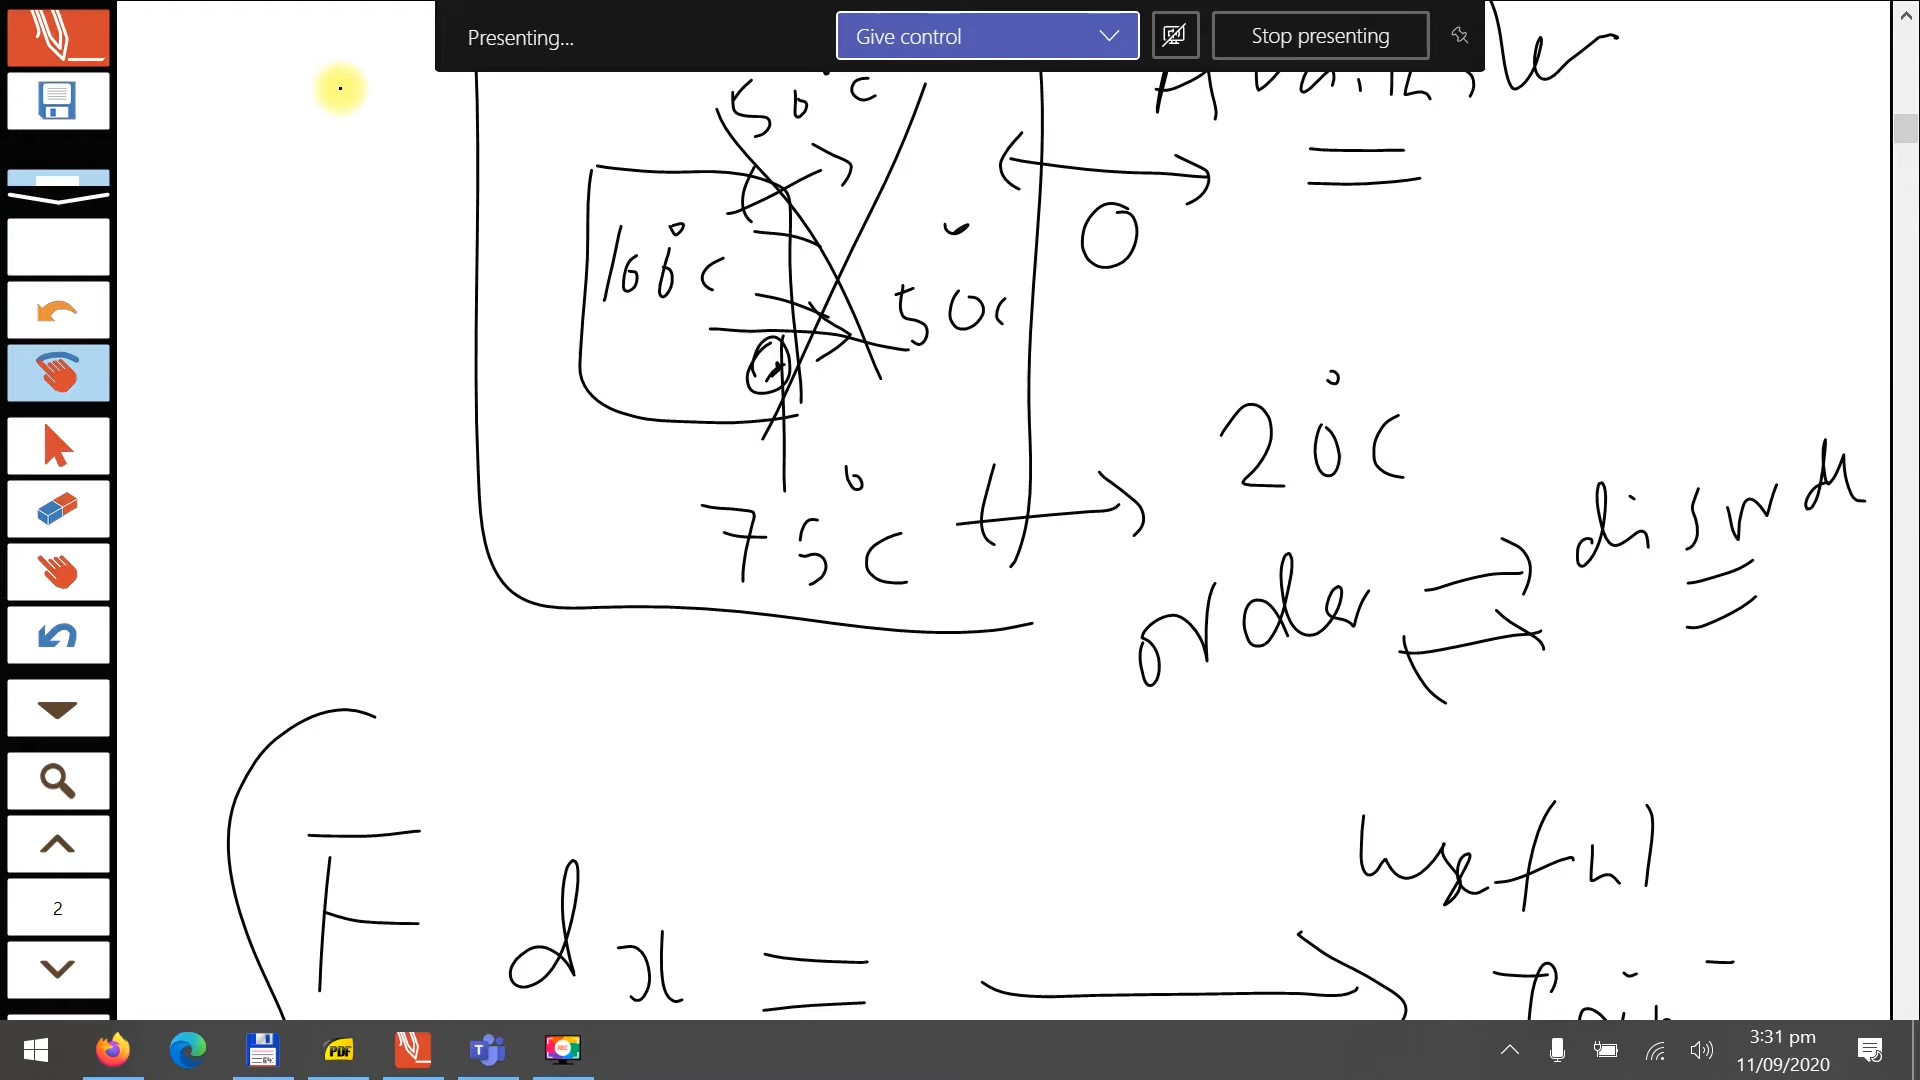 Presenting...
Give control
Stop presenting
50°C
100°C
50°C
0
75°C
20°C
order
F dx =
useful
2
PDF
3:31 pm
11/09/2020